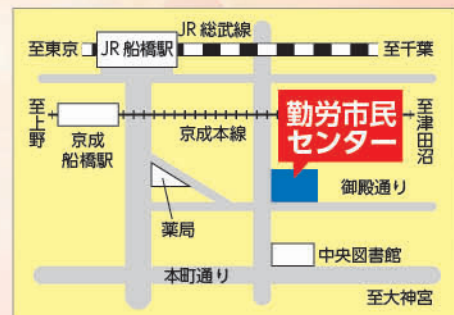 JR 総武線
至東京
JR 船橋駅
至千葉
至上野
京成
船橋駅
京成本線
勤労市民
センター
至津田沼
御殿通り
薬局
中央図書館
本町通り
至大神宮